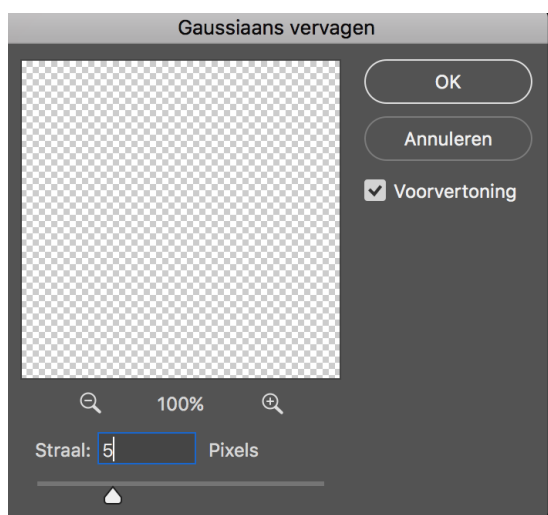 Gaussiaans vervagen
OK
Annuleren
Voorvertoning
100%
Straal: 5 Pixels